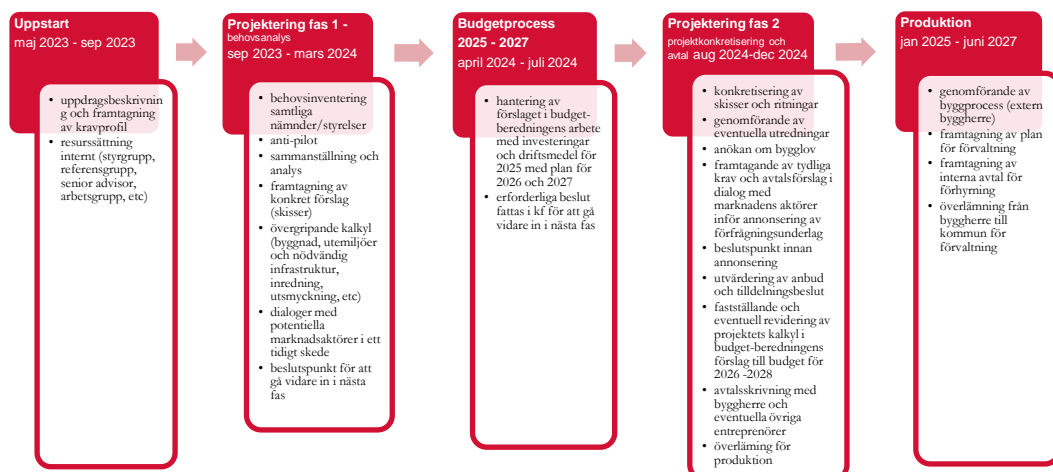 Uppstart
maj 2023 - sep 2023
• uppdragsbeskrivnin
g och framtagning
av kravprofil
• resurssättning
internt (styrgrupp,
referensgrupp,
senior advisor,
arbetsgrupp, etc)
Projektering fas 1 -
behovsanalys
sep 2023 - mars 2024
• behovsinventering
samtliga
nämnder/styrelser
• anti-pilot
• sammanställning och
analys
• framtagning av
konkret förslag
(skisser)
• övergripande kalkyl
(byggnad, utemiljöer
och nödvändig
infrastruktur,
inredning,
utsmyckning, etc)
• dialoger med
potentiella
marknadsaktörer i ett
tidigt skede
• beslutspunkt för att
gå vidare in i nästa
fas
Budgetprocess
2025 - 2027
april 2024 - juli 2024
• hantering av
förslaget i budget-
beredningens arbete
med investeringar
och driftsmedel för
2025 med plan för
2026 och 2027
• erforderliga beslut
fattas i kf för att gå
vidare in i nästa fas
Projektering fas 2
projektkonkretisering och
avtal aug 2024-dec 2024
• konkretisering av
skisser och ritningar
• genomförande av
eventuella utredningar
• anökan om bygglov
• framtagande av tydliga
krav och avtalsförslag i
dialog med
marknadens aktörer
inför annonsering av
förfrågningsunderlag
• beslutspunkt innan
annonsering
• utvärdering av anbud
och tilldelningsbeslut
• fastställande och
eventuell revidering av
projektets kalkyl i
budget-beredningens
förslag till budget för
2026 -2028
• avtalsskrivning med
byggherre och
eventuella övriga
entreprenörer
• överläming för
produktion
Produktion
jan 2025 - juni 2027
• genomförande av
byggprocess (extern
byggherre)
• framtagning av plan
för förvaltning
• framtagning av
interna avtal för
förhyrning
• överlämning från
byggherre till
kommun för
förvaltning